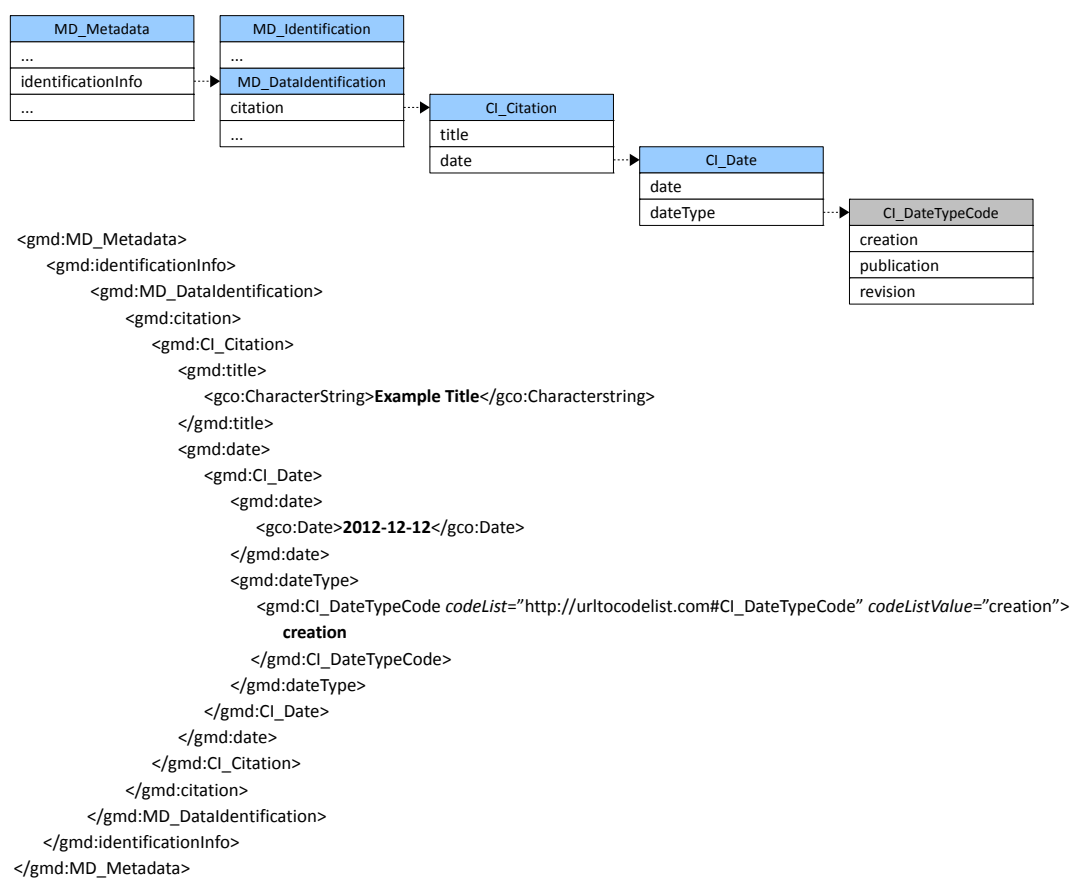 MD_Metadata
...
identificationInfo
...
MD_Identification
...
MD_DataIdentification
citation
...
CI_Citation
title
date
CI_Date
date
dateType
CI_DateTypeCode
creation
publication
revision
<gmd:MD_Metadata>
<gmd:identificationInfo>
<gmd:MD_DataIdentification>
<gmd:citation>
<gmd:CI_Citation>
<gmd:title>
<gco:CharacterString>Example Title</gco:Characterstring>
</gmd:title>
<gmd:date>
<gmd:CI_Date>
<gmd:date>
<gco:Date>2012-12-12</gco:Date>
</gmd:date>
<gmd:dateType>
<gmd:CI_DateTypeCode codeList=”http://urltocodelist.com#CI_DateTypeCode” codeListValue=”creation”>
creation
</gmd:CI_DateTypeCode>
</gmd:dateType>
</gmd:CI_Date>
</gmd:date>
</gmd:CI_Citation>
</gmd:citation>
</gmd:MD_DataIdentification>
</gmd:identificationInfo>
</gmd:MD_Metadata>